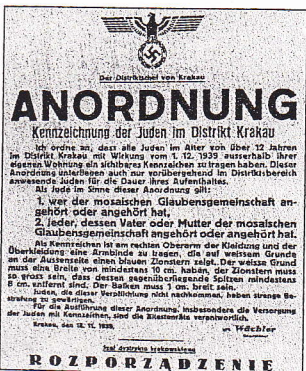 Der Distriktchef von Krakau
ANORDNUNG
Kennzeichnung der Juden im Distrikt Krakau
Ich ordne an, dass alle Juden im Alter von über 12 Jahren
im Distrikt Krakau mit Wirkung vom 1. 12. 1939 ausserhalb ihrer
eigenen Wohnung ein sichtbares Kennzeichen zu tragen haben. Dieser
Anordnung unterliegen auch nur vorübergehend im Distriktsbereich
anwesende Juden für die Dauer ihres Aufenthaltes.
Als Jude im Sinne dieser Anordnung gilt:
1. wer der mosaischen Glaubensgemeinschaft an-
gehört oder angehört hat,
2. jeder, dessen Vater oder Mutter der mosaischen
Glaubensgemeinschaft angehört oder angehört hat.
Als Kennzeichen ist am rechten Oberarm der Kleidung und der
Überkleidung eine Armbinde zu tragen, die auf weissem Grunde
an der Aussenseite einen blauen Zionstern zeigt. Der weisse Grund
muss eine Breite von mindestens 10 cm. haben, der Zionstern muss
so gross sein, dass dessen gegenüberliegende Spitzen mindestens
8 cm. entfernt sind. Der Balken muss 1 cm. breit sein.
Juden, die dieser Verpflichtung nicht nachkommen, haben strenge Be-
strafung zu gewärtigen.
Für die Ausführung dieser Anordnung, insbesondere die Versorgung
der Juden mit Kennzeichen, sind die Ältestenräte verantwortlich.
Krakau, den 18. 11. 1939.
Wächter
Szef dystryktu krakowskiego
ROZPORZĄDZENIE